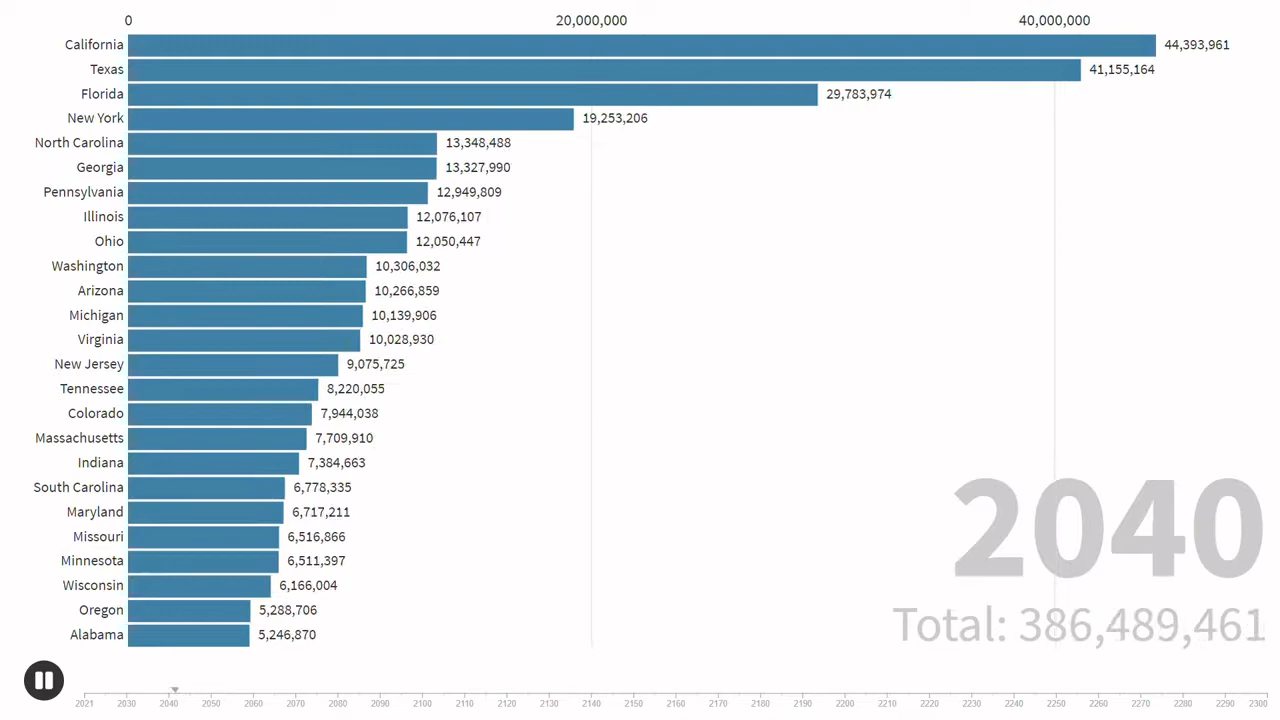 0 20,000,000 40,000,000
California 44,393,961
Texas 41,155,164
Florida 29,783,974
New York 19,253,206
North Carolina 13,348,488
Georgia 13,327,990
Pennsylvania 12,949,809
Illinois 12,076,107
Ohio 12,050,447
Washington 10,306,032
Arizona 10,266,859
Michigan 10,139,906
Virginia 10,028,930
New Jersey 9,075,725
Tennessee 8,220,055
Colorado 7,944,038
Massachusetts 7,709,910
Indiana 7,384,663
South Carolina 6,778,335
Maryland 6,717,211
Missouri 6,516,866
Minnesota 6,511,397
Wisconsin 6,166,004
Oregon 5,288,706
Alabama 5,246,870
2040
Total: 386,489,461
2021 2030 2040 2050 2060 2070 2080 2090 2100 2110 2120 2130 2140 2150 2160 2170 2180 2190 2200 2210 2220 2230 2240 2250 2260 2270 2280 2290 2300